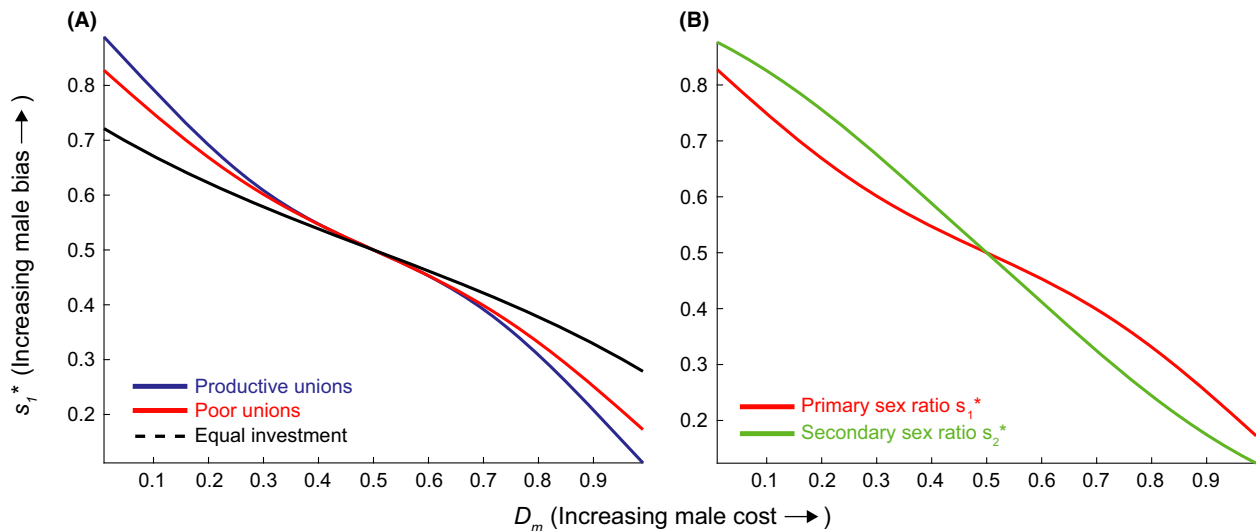 (A)
(B)
s₁* (Increasing male bias ⟶)
0.8
0.7
0.6
0.5
0.4
0.3
0.2
Productive unions
Poor unions
Equal investment
0.1 0.2 0.3 0.4 0.5 0.6 0.7 0.8 0.9
0.8
0.7
0.6
0.5
0.4
0.3
0.2
Primary sex ratio s₁*
Secondary sex ratio s₂*
0.1 0.2 0.3 0.4 0.5 0.6 0.7 0.8 0.9
Dₘ (Increasing male cost ⟶)